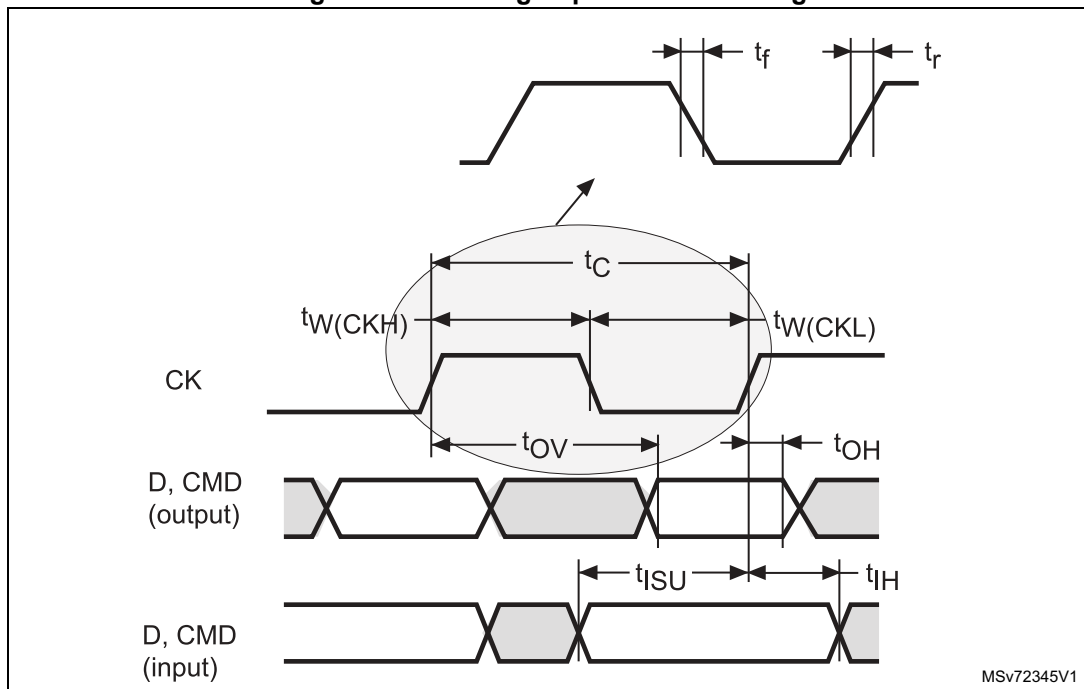 tf
tr
tC
tW(CKH)
tW(CKL)
CK
tOV
tOH
D, CMD
(output)
tISU
tIH
D, CMD
(input)
MSv72345V1